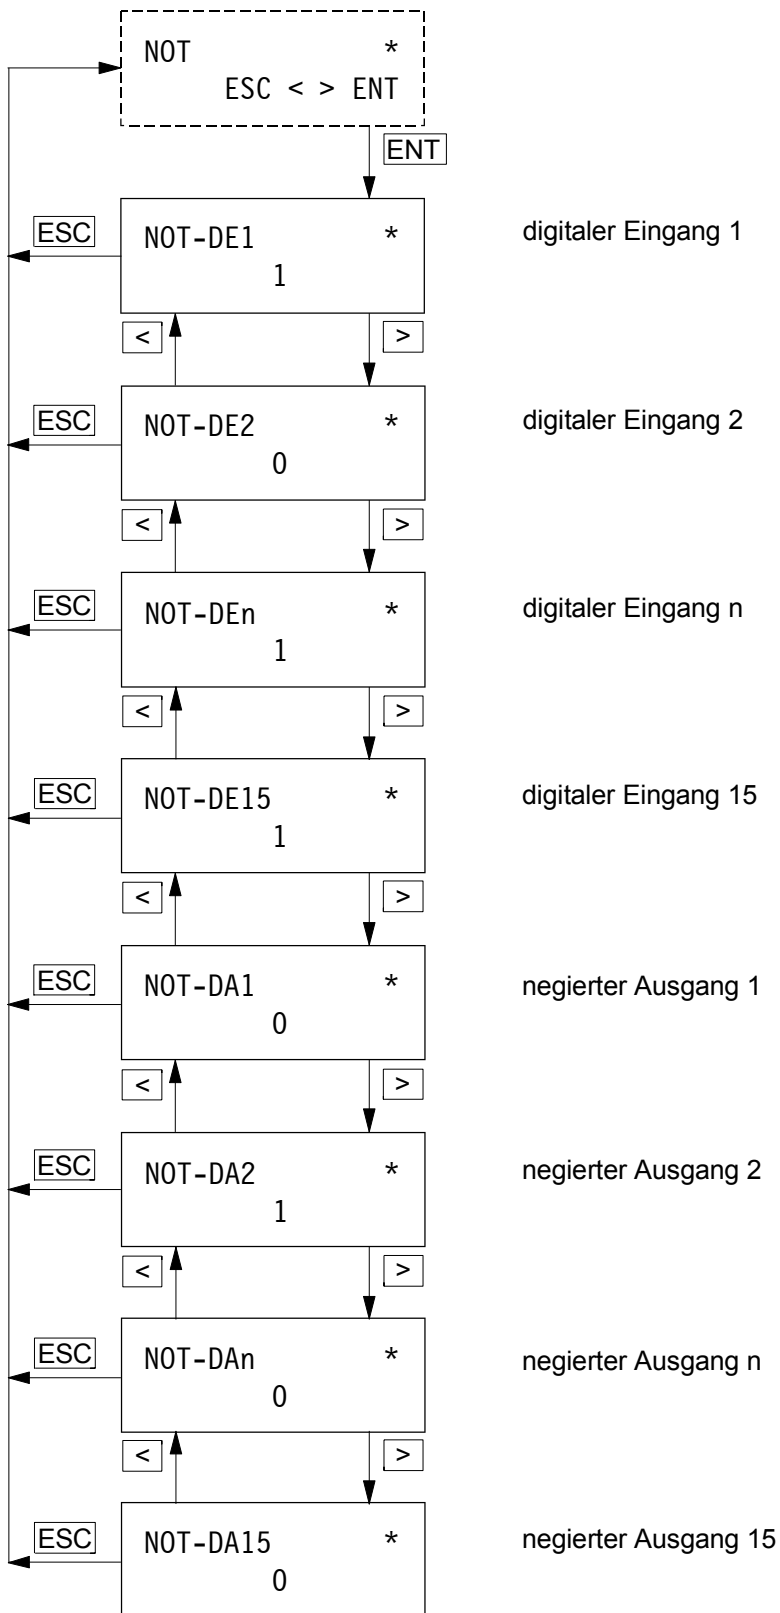 NOT *
ESC < > ENT
ENT
ESC NOT-DE1 * digitaler Eingang 1
1
< >
ESC NOT-DE2 * digitaler Eingang 2
0
< >
ESC NOT-DEn * digitaler Eingang n
1
< >
ESC NOT-DE15 * digitaler Eingang 15
1
< >
ESC NOT-DA1 * negierter Ausgang 1
0
< >
ESC NOT-DA2 * negierter Ausgang 2
1
< >
ESC NOT-DAn * negierter Ausgang n
0
< >
ESC NOT-DA15 * negierter Ausgang 15
0